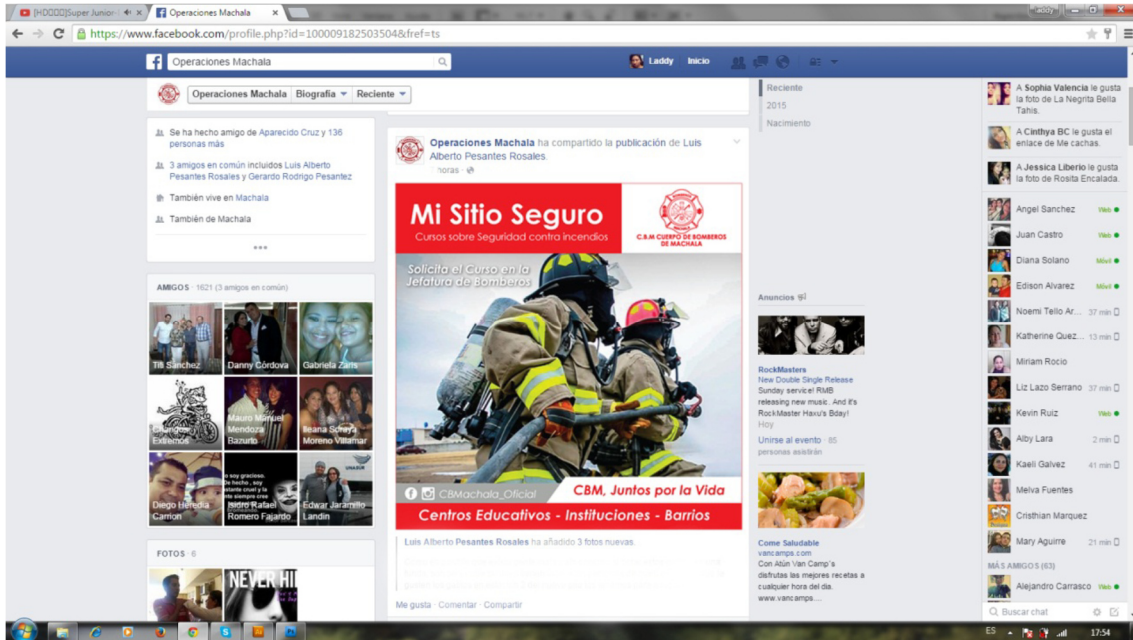 Super Junior
Operaciones Machala
Laddy
https://www.facebook.com/profile.php?id=100009182503504&fref=ts
Operaciones Machala
Laddy Inicio
Operaciones Machala Biografía Reciente
Se ha hecho amigo de Aparecido Cruz y 136
personas más
3 amigos en común incluidos Luis Alberto
Pesantes Rosales y Gerardo Rodrigo Pesantez
También vive en Machala
También de Machala
AMIGOS · 1621 (3 amigos en común)
Titi Sanchez
Danny Córdova
Gabriela Zaris
Changos
Extremos
Mauro Manuel
Mendoza
Bazurto
Ileana Soraya
Moreno Villamar
Diego Heredia
Carrion
Isidro Rafael
Romero Fajardo
Edwar Jaramillo
Landin
FOTOS · 6
NEVER
Operaciones Machala ha compartido la publicación de Luis
Alberto Pesantes Rosales.
horas ·
Mi Sitio Seguro
Cursos sobre Seguridad contra incendios
C.B.M CUERPO DE BOMBEROS
DE MACHALA
Solicita el Curso en la
Jefatura de Bomberos
CBMachala_Oficial
CBM, Juntos por la Vida
Centros Educativos - Instituciones - Barrios
Luis Alberto Pesantes Rosales ha añadido 3 fotos nuevas.
Me gusta · Comentar · Compartir
Reciente
2015
Nacimiento
Anuncios
RockMasters
New Double Single Release
Sunday service! RMB
releasing new music. And it's
RockMaster Haxu's Bday!
Hoy
Unirse al evento · 85
personas asistirán
Come Saludable
vancamps.com
Con Atún Van Camp's
disfrutas las mejores recetas a
cualquier hora del dia.
www.vancamps....
A Sophia Valencia le gusta
la foto de La Negrita Bella
Tahis.
A Cinthya BC le gusta el
enlace de Me cachas.
A Jessica Liberio le gusta
la foto de Rosita Encalada.
Angel Sanchez Web
Juan Castro Web
Diana Solano Móvil
Edison Alvarez Móvil
Noemi Tello Ar... 37 min
Katherine Quez... 13 min
Miriam Rocio
Liz Lazo Serrano 37 min
Kevin Ruiz Web
Alby Lara 2 min
Kaeli Galvez 41 min
Melva Fuentes
Cristhian Marquez
Mary Aguirre 21 min
MÁS AMIGOS (63)
Alejandro Carrasco Web
Buscar chat
ES 17:54